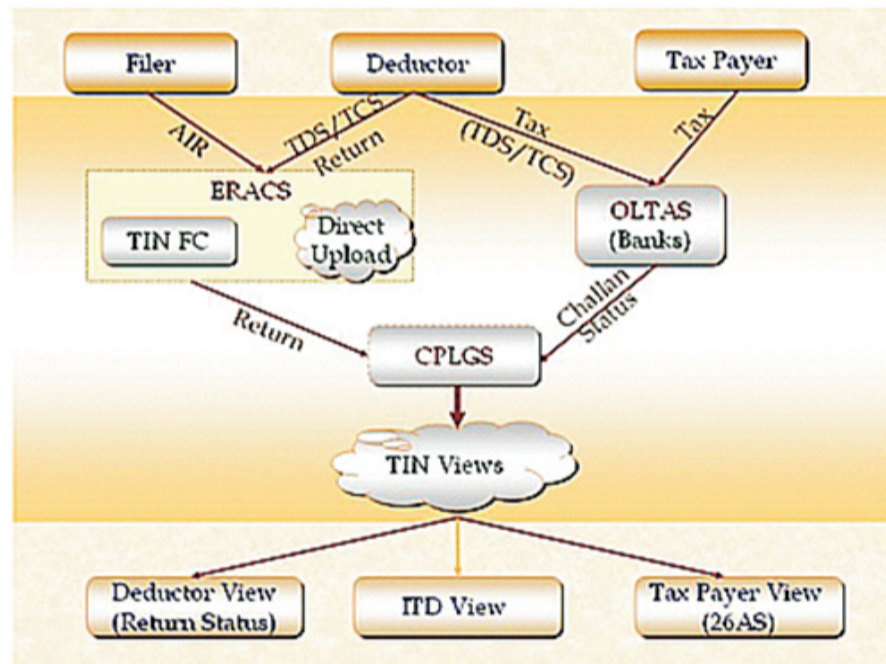 Filer
Deductor
Tax Payer
AIR
TDS/TCS
Return
Tax
(TDS/TCS)
Tax
ERACS
TIN FC
Direct
Upload
OLTAS
(Banks)
Return
Challan
Status
CPLGS
TIN Views
Deductor View
(Return Status)
ITD View
Tax Payer View
(26AS)